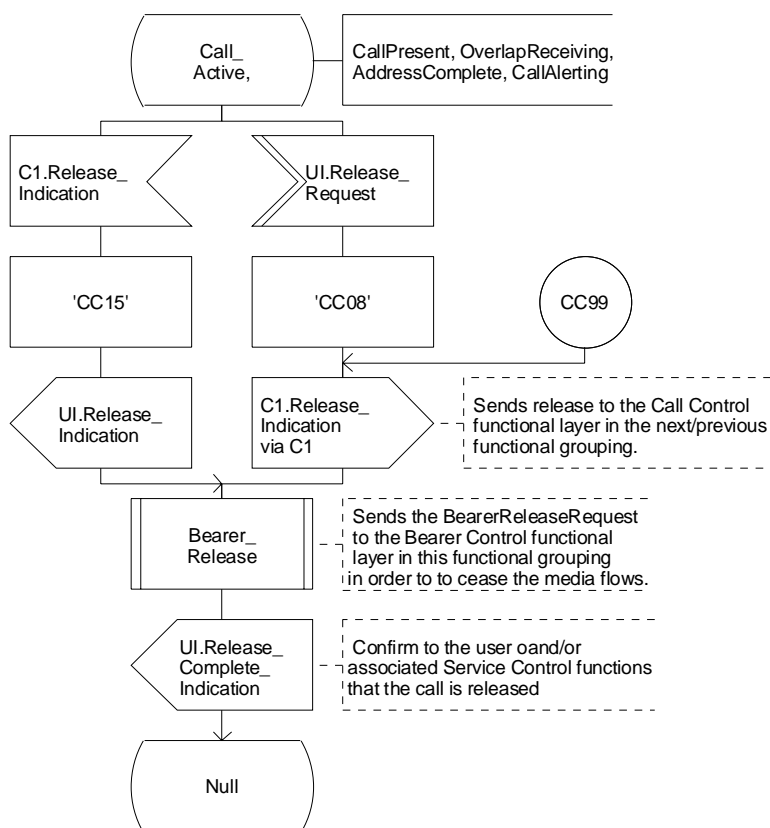 Call_
Active,
CallPresent, OverlapReceiving,
AddressComplete, CallAlerting
C1.Release_
Indication
UI.Release_
Request
'CC15'
'CC08'
CC99
UI.Release_
Indication
C1.Release_
Indication
via C1
Sends release to the Call Control
functional layer in the next/previous
functional grouping.
Bearer_
Release
Sends the BearerReleaseRequest
to the Bearer Control functional
layer in this functional grouping
in order to to cease the media flows.
UI.Release_
Complete_
Indication
Confirm to the user oand/or
associated Service Control functions
that the call is released
Null